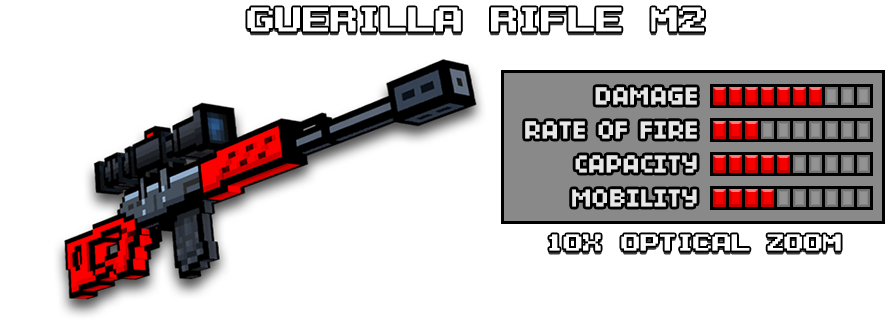 GUERILLA RIFLE M2
DAMAGE
RATE OF FIRE
CAPACITY
MOBILITY
10X OPTICAL ZOOM